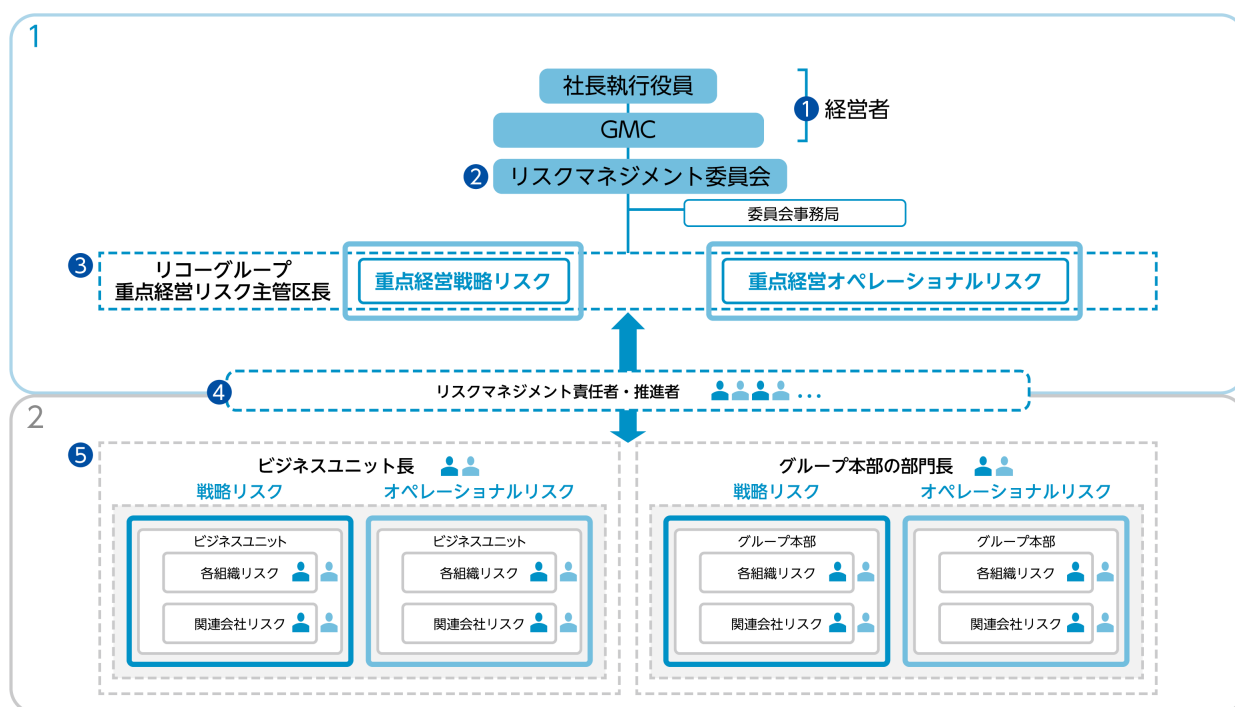 1
社長執行役員
GMC
❶ 経営者
❷ リスクマネジメント委員会
委員会事務局
❸ リコーグループ
重点経営リスク主管区長
重点経営戦略リスク
重点経営オペレーショナルリスク
❹ リスクマネジメント責任者・推進者 …
2
❺ ビジネスユニット長
戦略リスク
オペレーショナルリスク
ビジネスユニット
各組織リスク
関連会社リスク
ビジネスユニット
各組織リスク
関連会社リスク
グループ本部の部門長
戦略リスク
オペレーショナルリスク
グループ本部
各組織リスク
関連会社リスク
グループ本部
各組織リスク
関連会社リスク